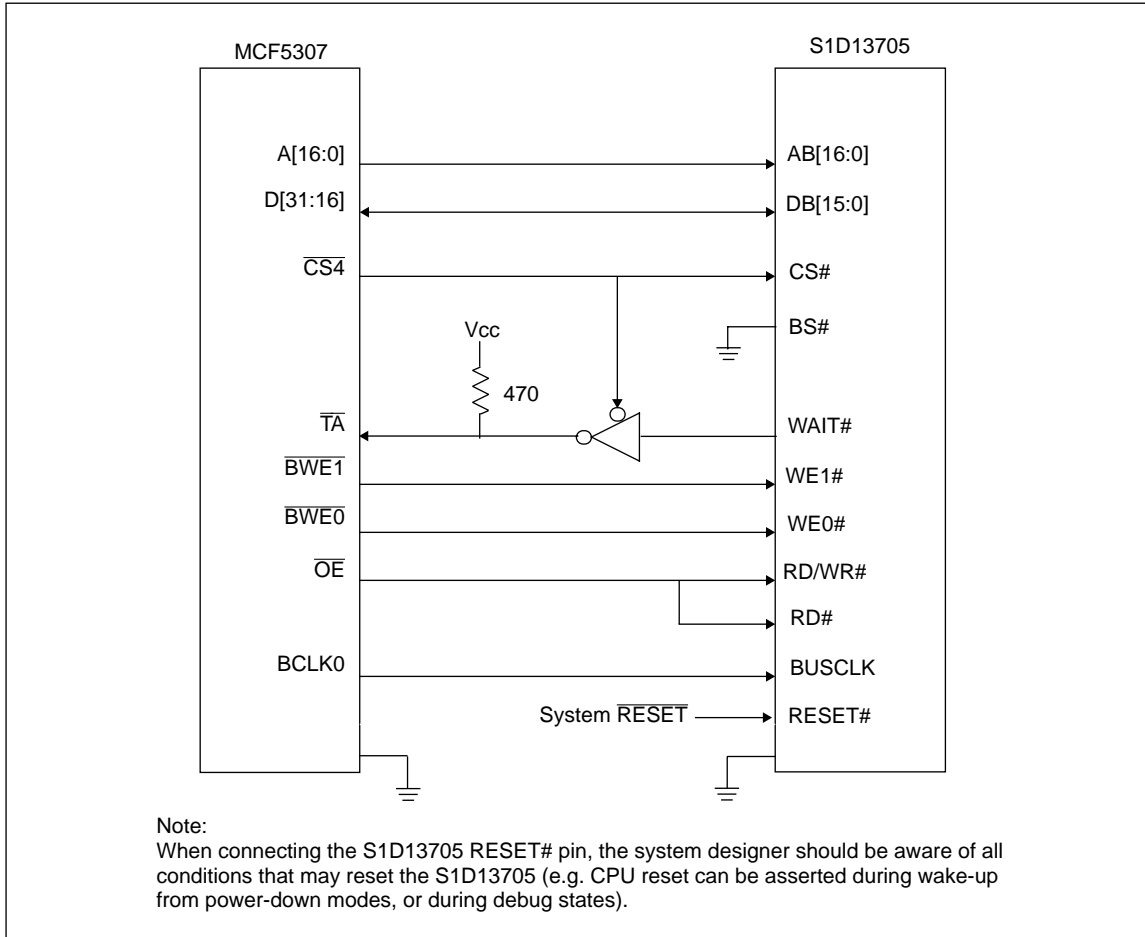 MCF5307
S1D13705
A[16:0]
AB[16:0]
D[31:16]
DB[15:0]
CS4
CS#
BS#
Vcc
470
TA
WAIT#
BWE1
WE1#
BWE0
WE0#
OE
RD/WR#
RD#
BCLK0
BUSCLK
System RESET
RESET#
Note:
When connecting the S1D13705 RESET# pin, the system designer should be aware of all
conditions that may reset the S1D13705 (e.g. CPU reset can be asserted during wake-up
from power-down modes, or during debug states).